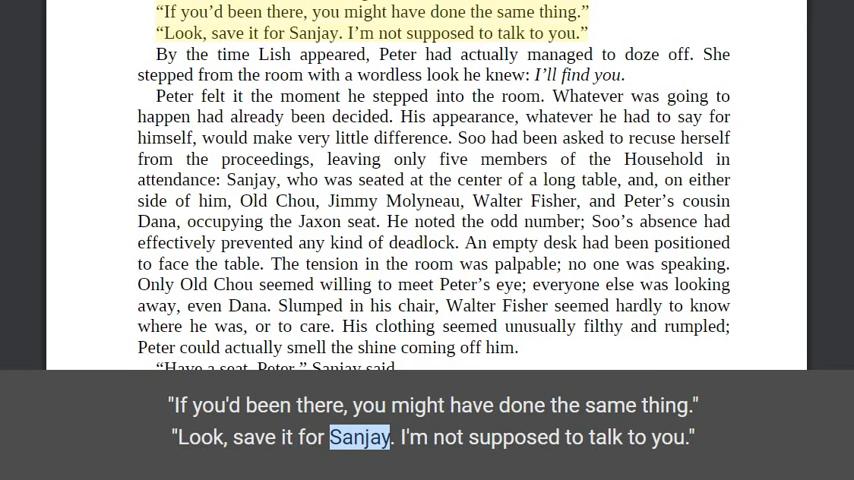 “If you’d been there, you might have done the same thing.”
“Look, save it for Sanjay. I’m not supposed to talk to you.”
By the time Lish appeared, Peter had actually managed to doze off. She
stepped from the room with a wordless look he knew: I’ll find you.
Peter felt it the moment he stepped into the room. Whatever was going to
happen had already been decided. His appearance, whatever he had to say for
himself, would make very little difference. Soo had been asked to recuse herself
from the proceedings, leaving only five members of the Household in
attendance: Sanjay, who was seated at the center of a long table, and, on either
side of him, Old Chou, Jimmy Molyneau, Walter Fisher, and Peter’s cousin
Dana, occupying the Jaxon seat. He noted the odd number; Soo’s absence had
effectively prevented any kind of deadlock. An empty desk had been positioned
to face the table. The tension in the room was palpable; no one was speaking.
Only Old Chou seemed willing to meet Peter’s eye; everyone else was looking
away, even Dana. Slumped in his chair, Walter Fisher seemed hardly to know
where he was, or to care. His clothing seemed unusually filthy and rumpled;
Peter could actually smell the shine coming off him.
“Have a seat, Peter,” Sanjay said.
"If you'd been there, you might have done the same thing."
"Look, save it for Sanjay. I'm not supposed to talk to you."